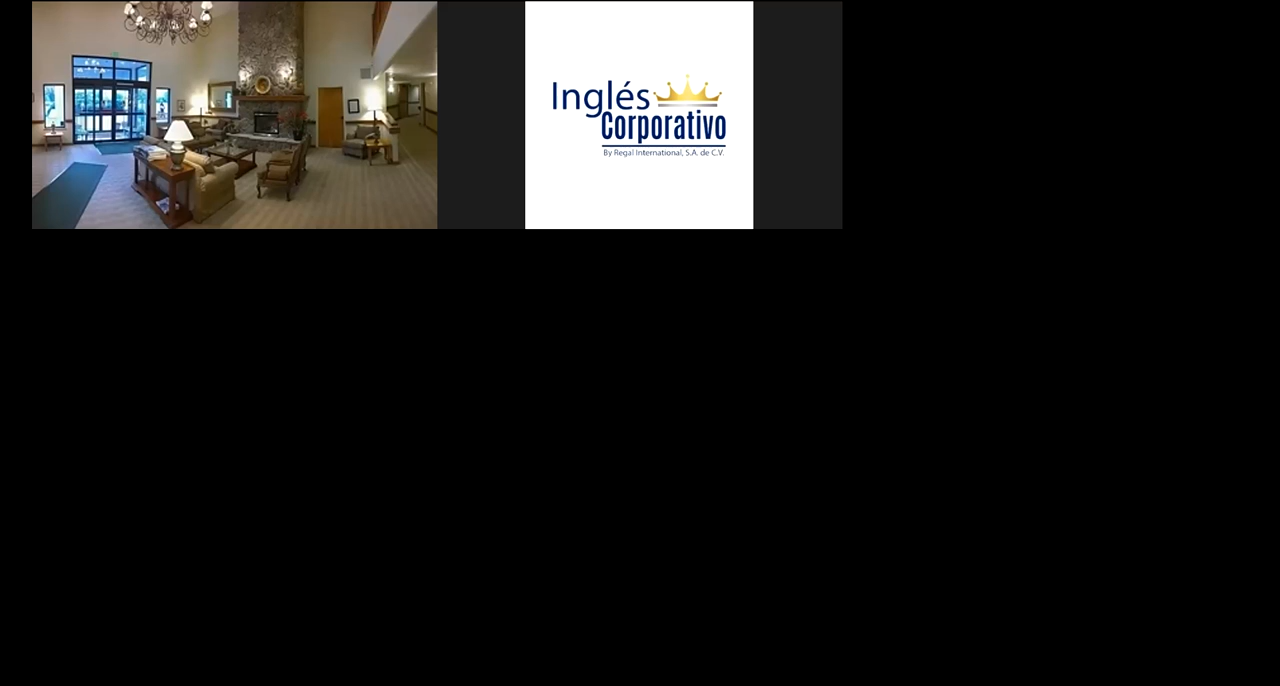 Inglés
Corporativo
By Regal International, S.A. de C.V.